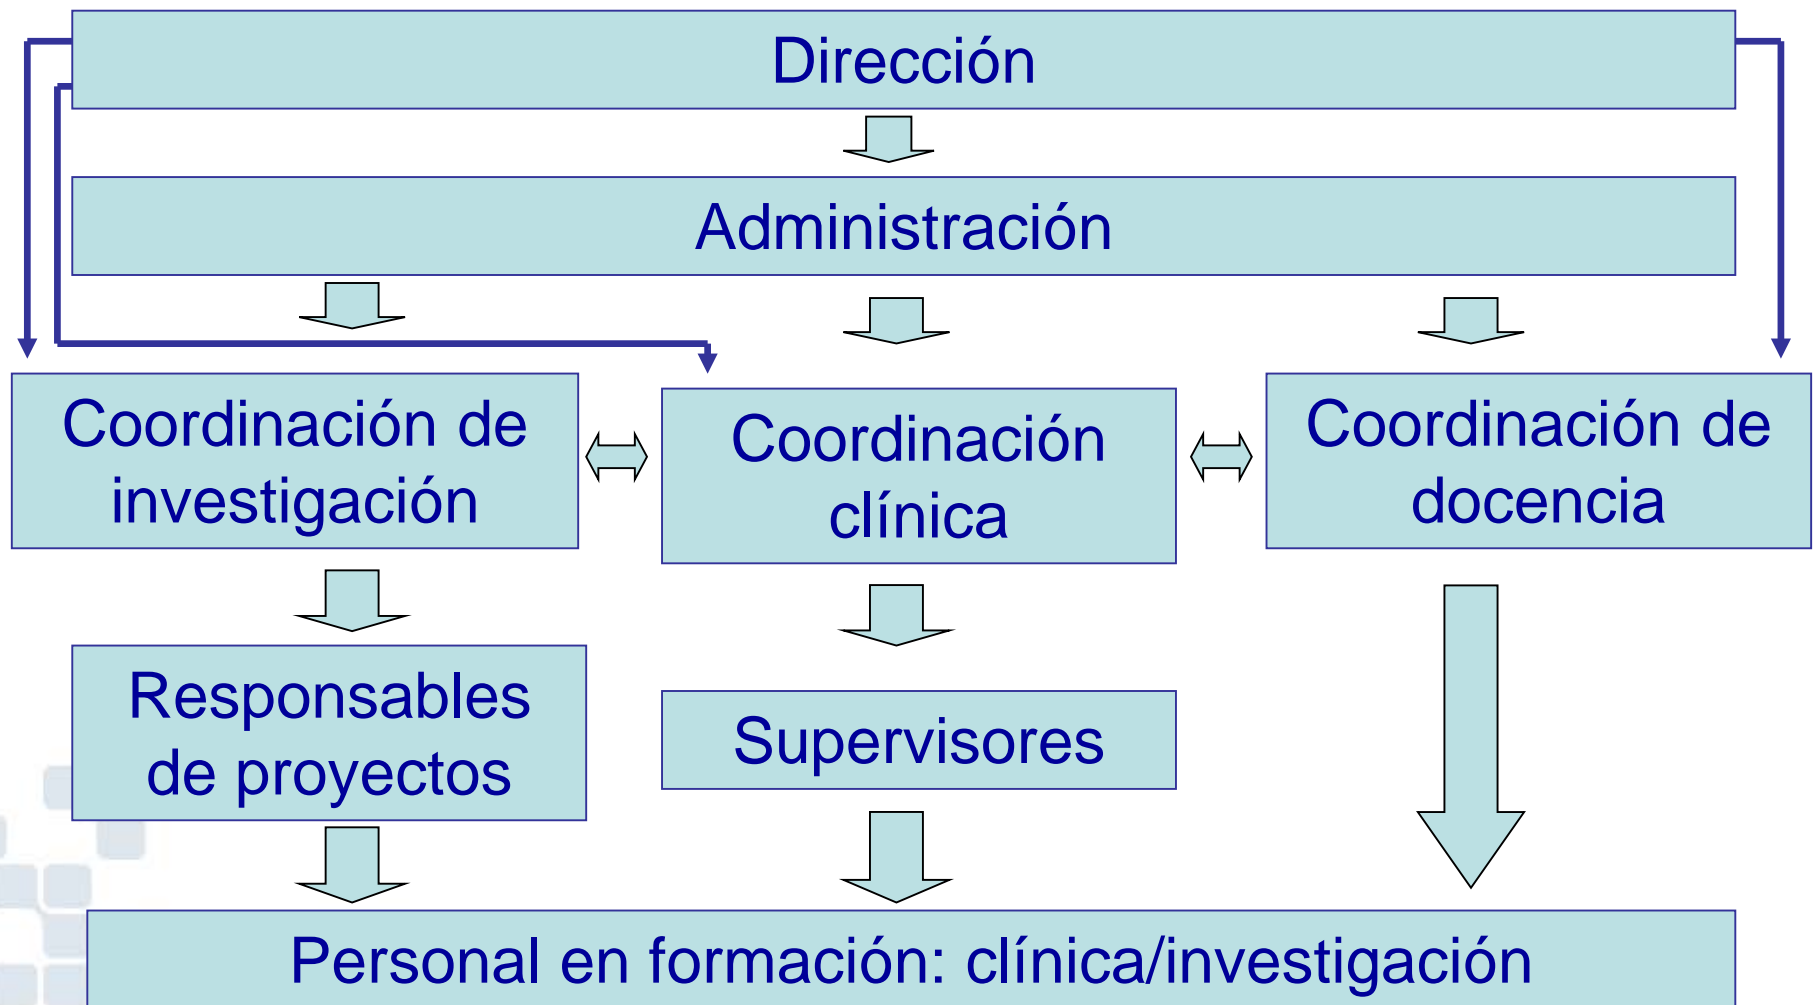 Dirección
Administración
Coordinación de
investigación
Coordinación
clínica
Coordinación de
docencia
Responsables
de proyectos
Supervisores
Personal en formación: clínica/investigación